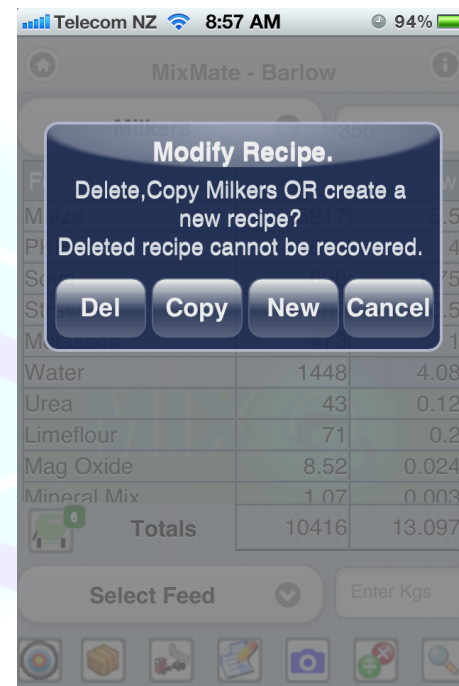 Telecom NZ 8:57 AM 94%
MixMate - Barlow
Milkers 355
Modify Recipe.
Delete,Copy Milkers OR create a
new recipe?
Deleted recipe cannot be recovered.
Del Copy New Cancel
Molasses
Water 1448 4.08
Urea 43 0.12
Limeflour 71 0.2
Mag Oxide 8.52 0.024
Mineral Mix 1.07 0.003
6
Totals 10416 13.097
Select Feed Enter Kgs